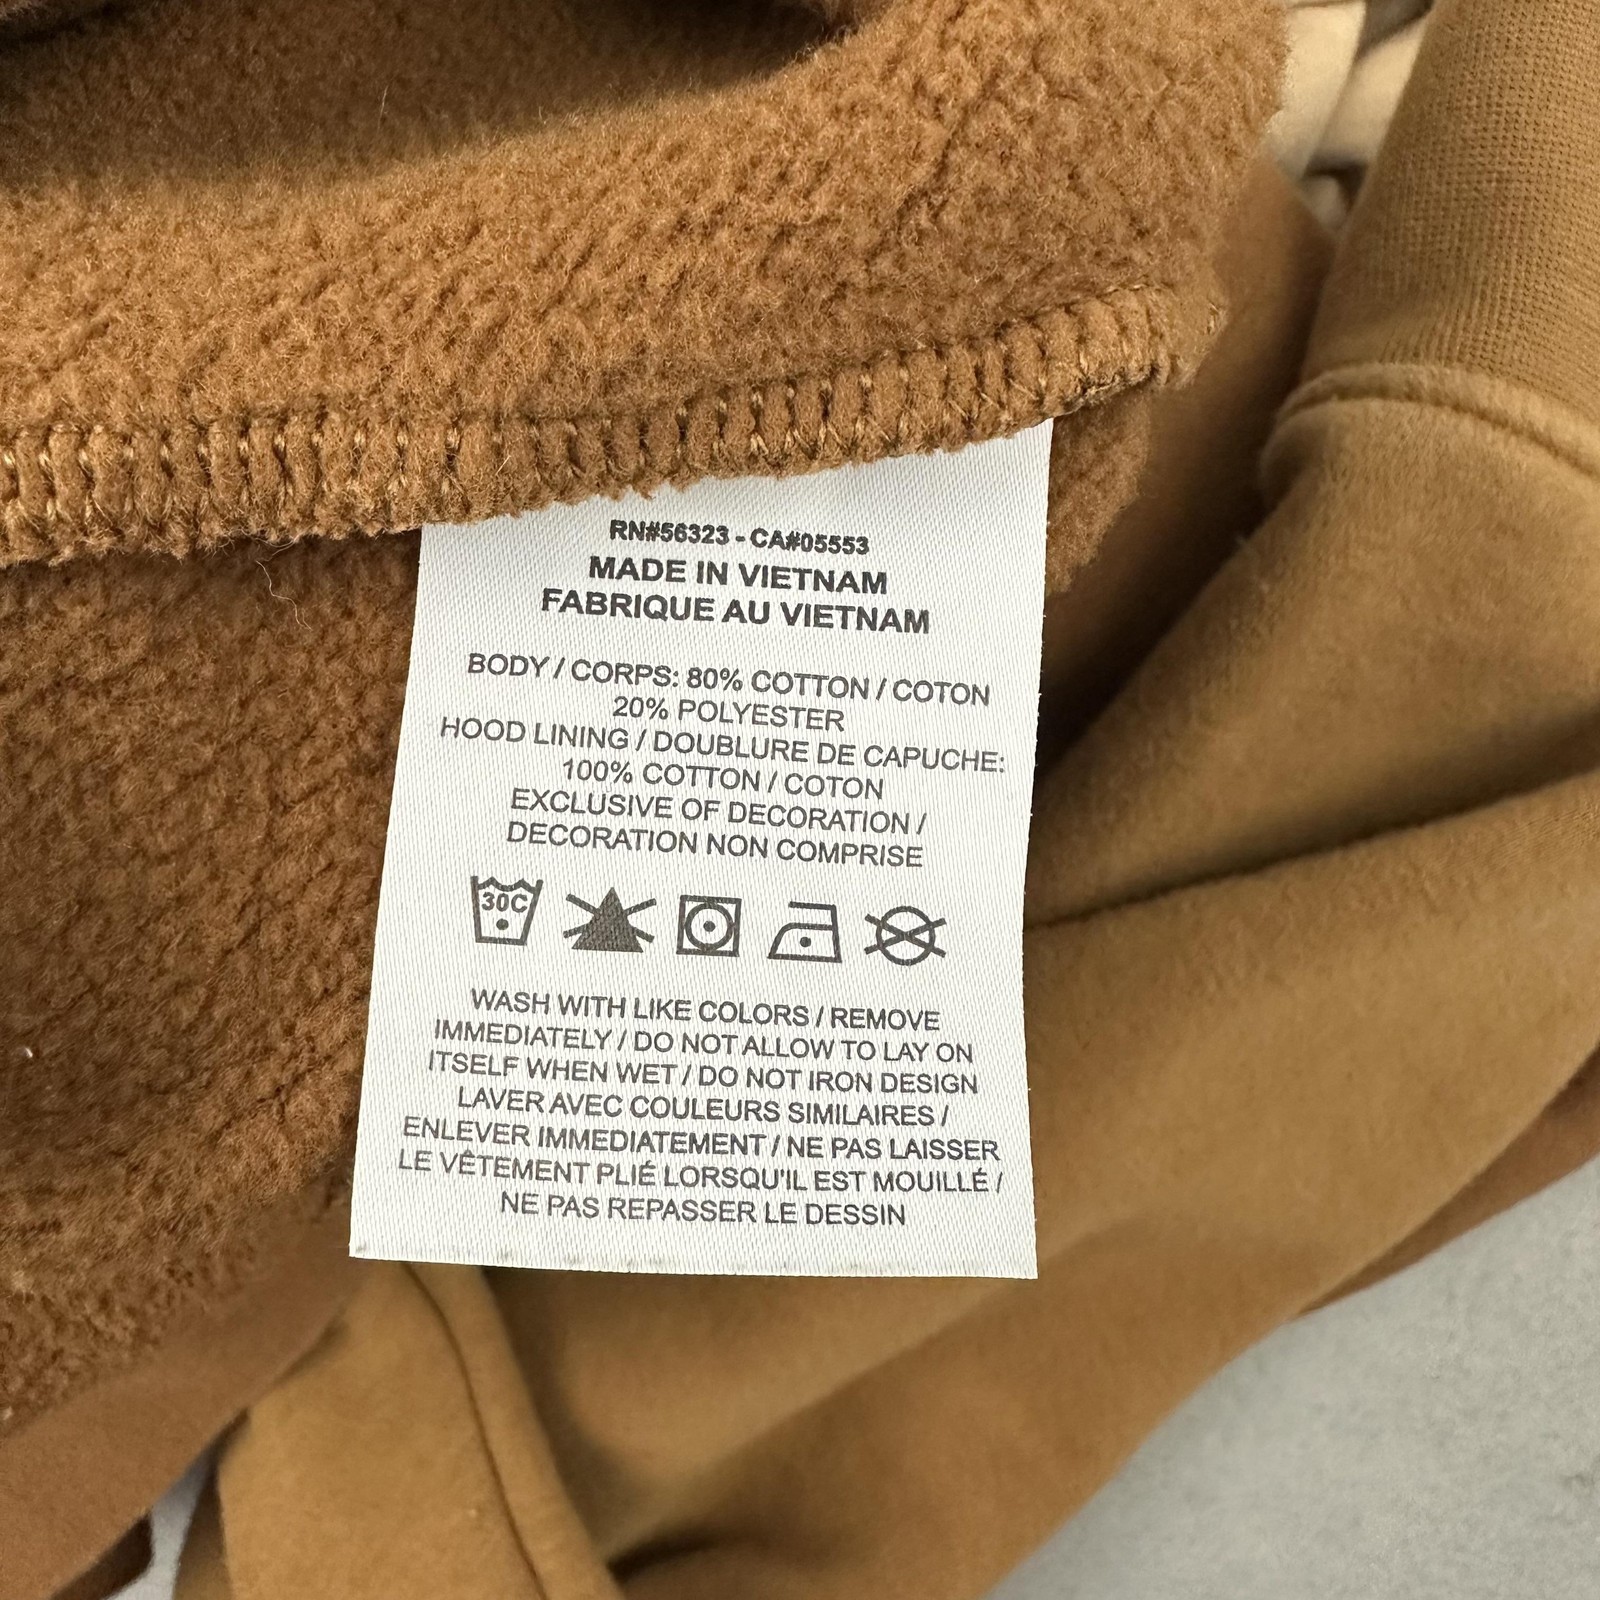 RN#56323 - CA#05553
MADE IN VIETNAM
FABRIQUE AU VIETNAM
BODY / CORPS: 80% COTTON / COTON
20% POLYESTER
HOOD LINING / DOUBLURE DE CAPUCHE:
100% COTTON / COTON
EXCLUSIVE OF DECORATION /
DECORATION NON COMPRISE
30C
WASH WITH LIKE COLORS / REMOVE
IMMEDIATELY / DO NOT ALLOW TO LAY ON
ITSELF WHEN WET / DO NOT IRON DESIGN
LAVER AVEC COULEURS SIMILAIRES /
ENLEVER IMMEDIATEMENT / NE PAS LAISSER
LE VÊTEMENT PLIÉ LORSQU'IL EST MOUILLÉ /
NE PAS REPASSER LE DESSIN